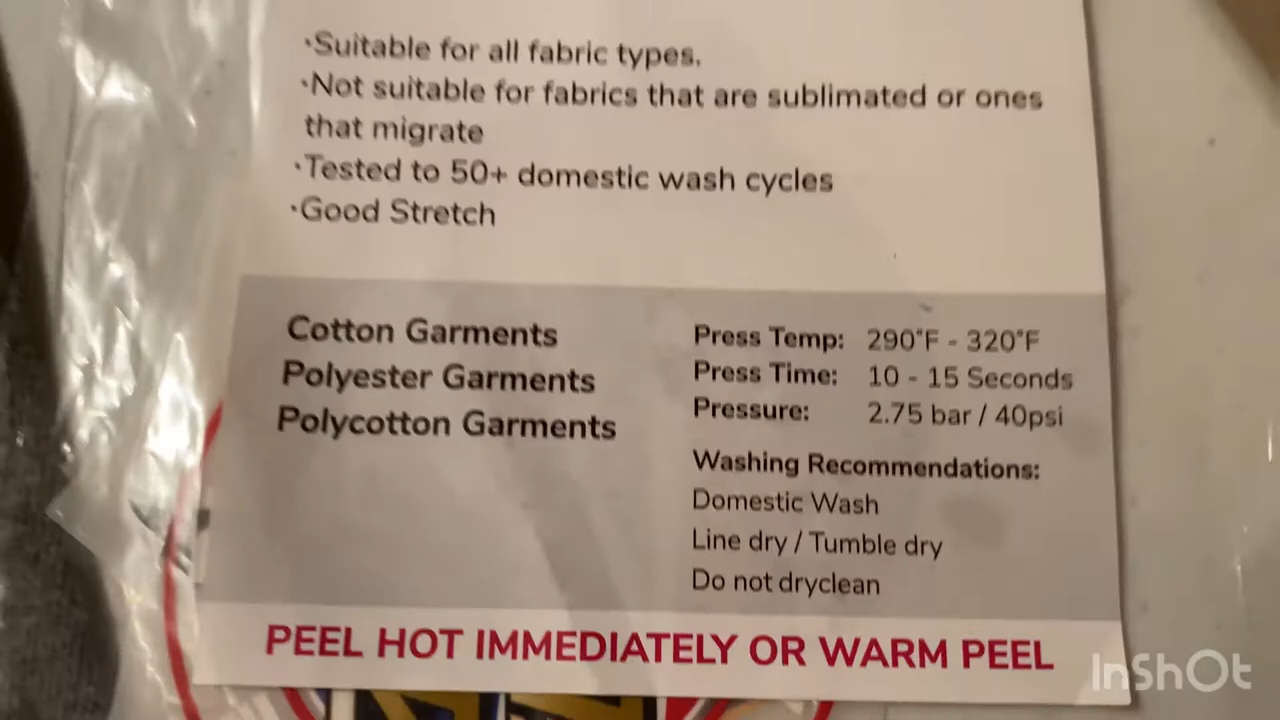 ·Suitable for all fabric types.
·Not suitable for fabrics that are sublimated or ones
that migrate
·Tested to 50+ domestic wash cycles
·Good Stretch
Cotton Garments
Polyester Garments
Polycotton Garments
Press Temp: 290°F - 320°F
Press Time: 10 - 15 Seconds
Pressure: 2.75 bar / 40psi
Washing Recommendations:
Domestic Wash
Line dry / Tumble dry
Do not dryclean
PEEL HOT IMMEDIATELY OR WARM PEEL
InShOt